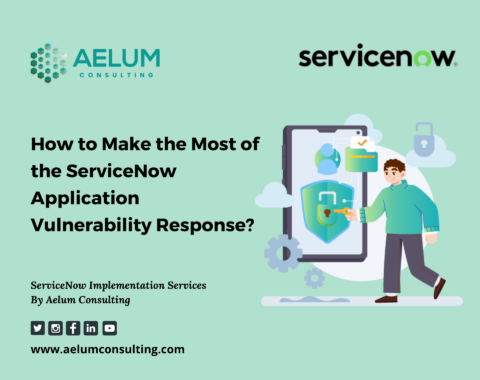 AELUM
CONSULTING
servicenow
How to Make the Most of
the ServiceNow
Application
Vulnerability Response?
ServiceNow Implementation Services
By Aelum Consulting
www.aelumconsulting.com